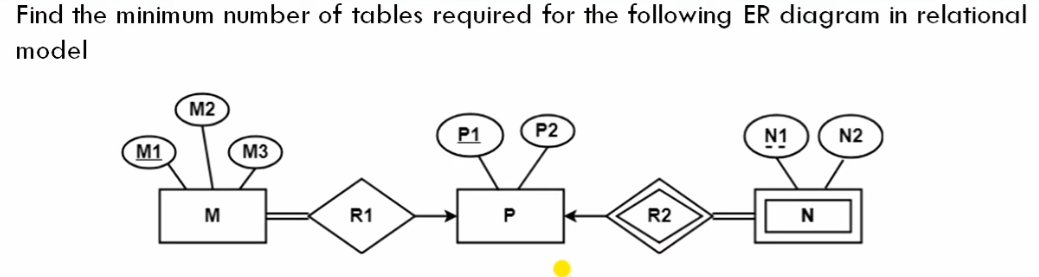 Find the minimum number of tables required for the following ER diagram in relational
model
M2
M1
M3
P1
P2
N1
N2
M
R1
P
R2
N